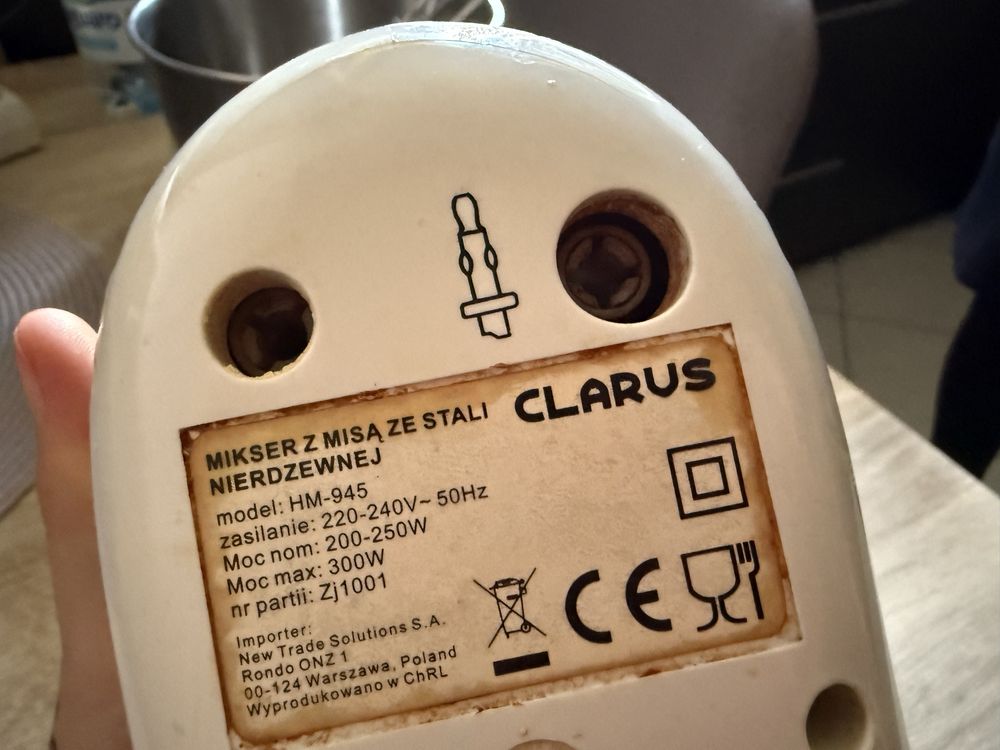 CLARUS
MIKSER Z MISĄ ZE STALI
NIERDZEWNEJ
model: HM-945
zasilanie: 220-240V~ 50Hz
Moc nom: 200-250W
Moc max: 300W
nr partii: Zj1001
Importer:
New Trade Solutions S.A.
Rondo ONZ 1
00-124 Warszawa, Poland
Wyprodukowano w ChRL
CE